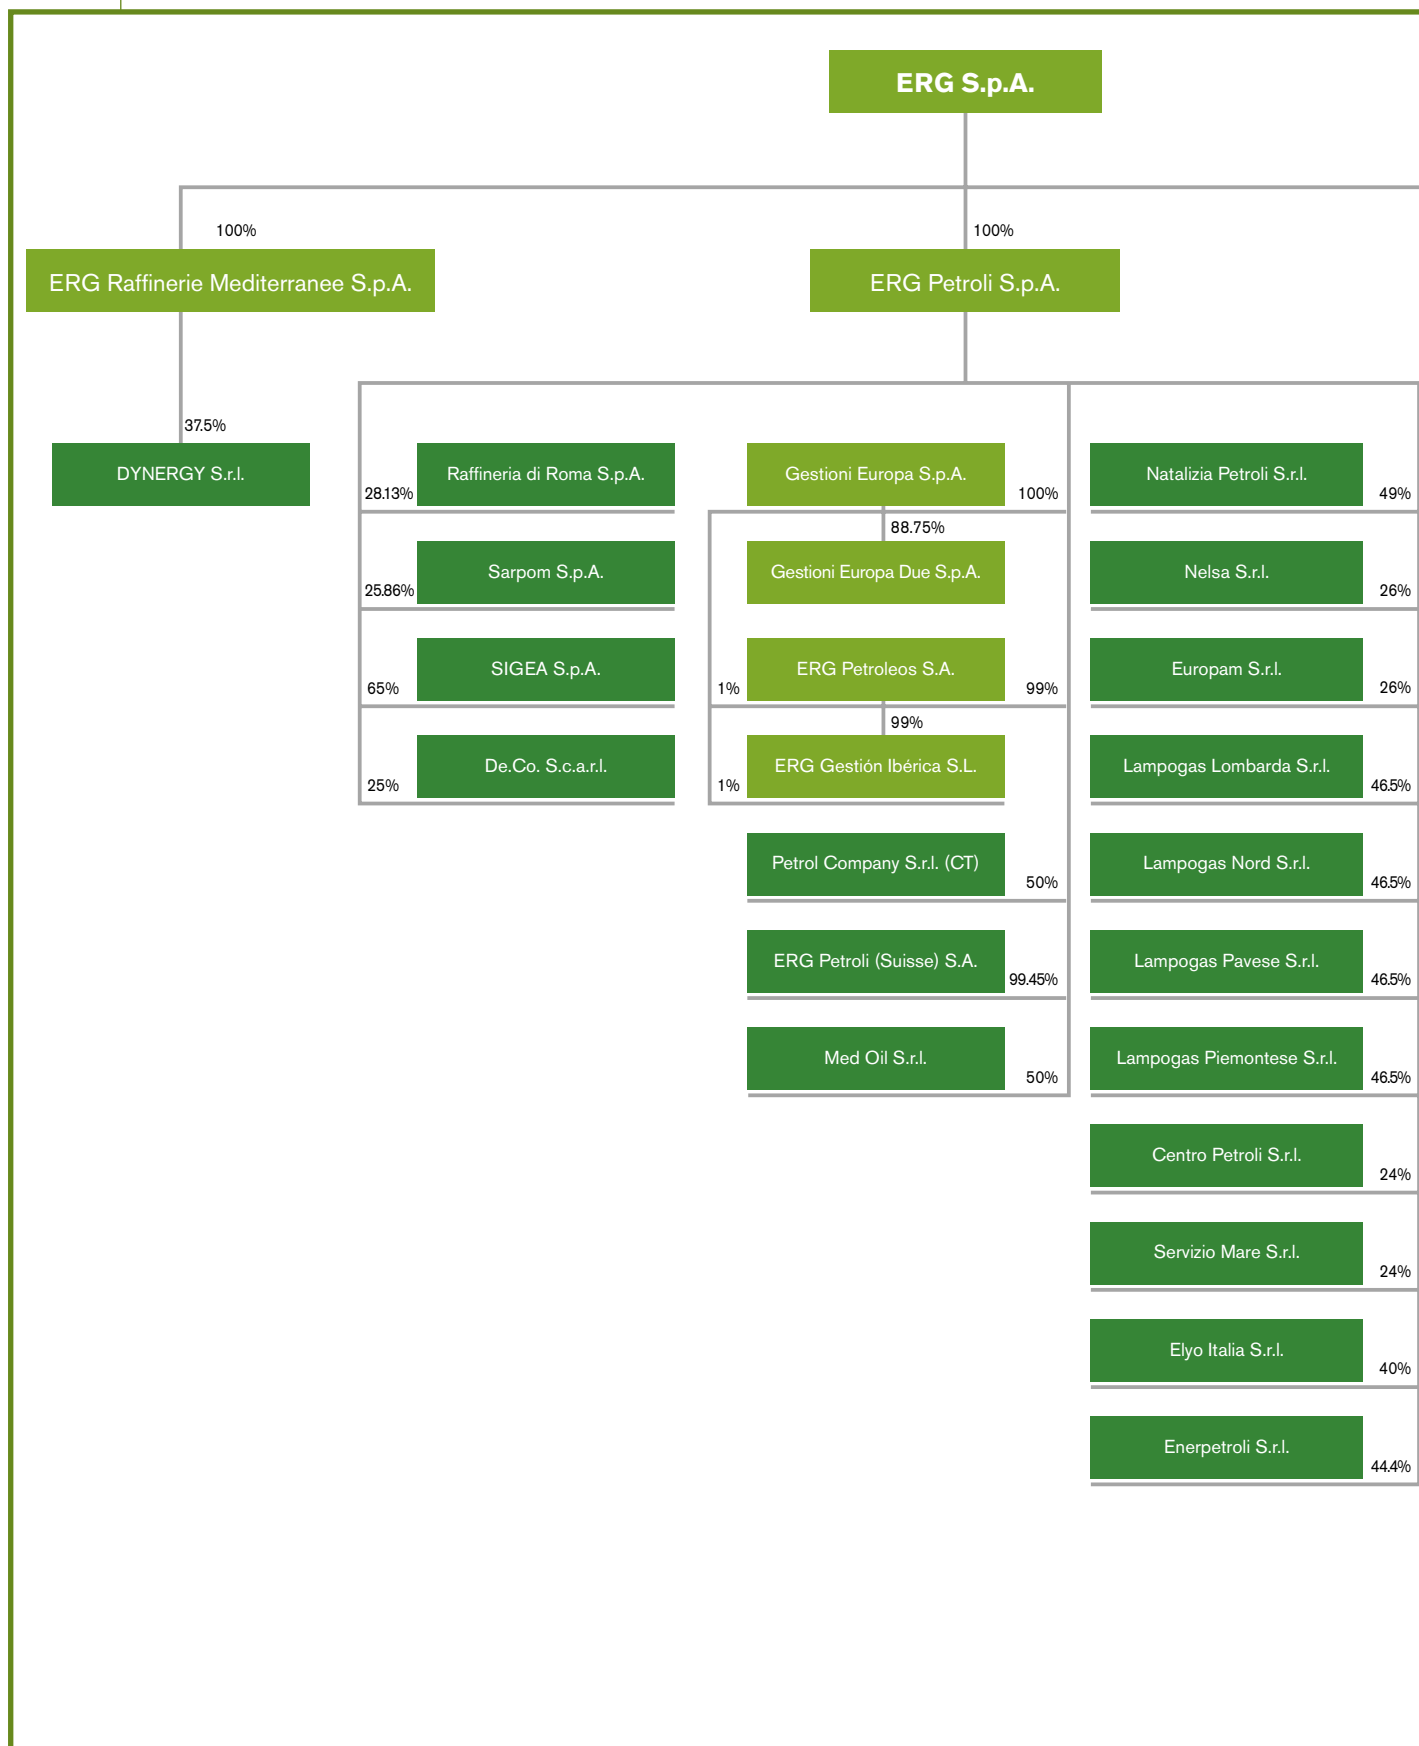 ERG S.p.A.
100%
100%
ERG Raffinerie Mediterranee S.p.A.
ERG Petroli S.p.A.
37.5%
DYNERGY S.r.l.
Raffineria di Roma S.p.A.
28.13%
Sarpom S.p.A.
25.86%
SIGEA S.p.A.
65%
De.Co. S.c.a.r.l.
25%
Gestioni Europa S.p.A.
100%
88.75%
Gestioni Europa Due S.p.A.
ERG Petroleos S.A.
1%
99%
99%
ERG Gestión Ibérica S.L.
1%
Petrol Company S.r.l. (CT)
50%
ERG Petroli (Suisse) S.A.
99.45%
Med Oil S.r.l.
50%
Natalizia Petroli S.r.l.
49%
Nelsa S.r.l.
26%
Europam S.r.l.
26%
Lampogas Lombarda S.r.l.
46.5%
Lampogas Nord S.r.l.
46.5%
Lampogas Pavese S.r.l.
46.5%
Lampogas Piemontese S.r.l.
46.5%
Centro Petroli S.r.l.
24%
Servizio Mare S.r.l.
24%
Elyo Italia S.r.l.
40%
Enerpetroli S.r.l.
44.4%